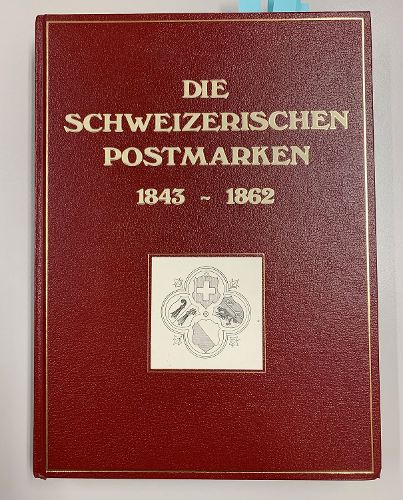 DIE
SCHWEIZERISCHEN
POSTMARKEN
1843 ~ 1862